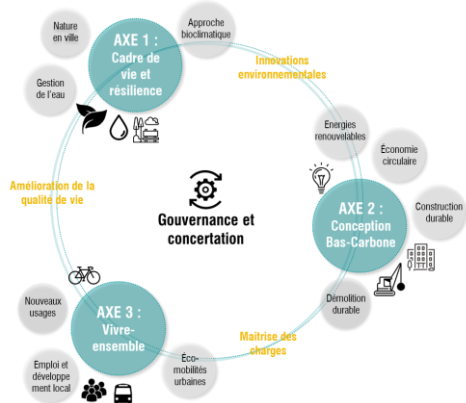 Nature
en ville
AXE 1 :
Cadre de
vie et
résilience
Approche
bioclimatique
Gestion
de l'eau
Innovations
environnementales
Energies
renouvelables
Économie
circulaire
Amélioration de la
qualité de vie
Gouvernance et
concertation
AXE 2 :
Conception
Bas-Carbone
Construction
durable
Démolition
durable
Nouveaux
usages
AXE 3 :
Vivre-
ensemble
Maîtrise des
charges
Emploi et
développe
ment local
Éco-
mobilités
urbaines